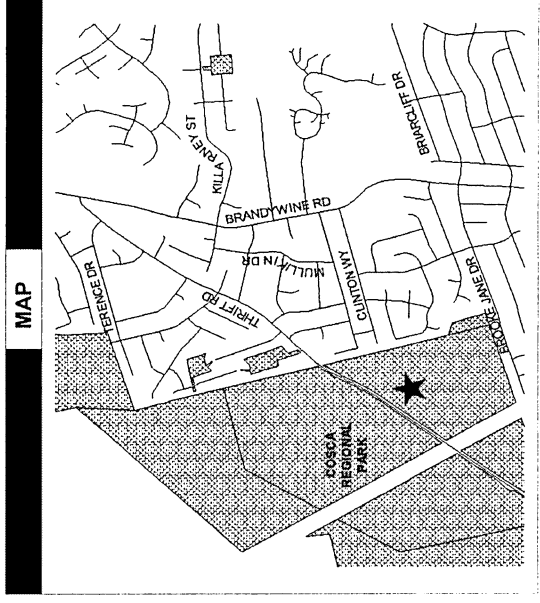 MAP
KILLARNEY ST
BRIARCLIFF DR
BRANDYWINE RD
TERENCE DR
MULLIKIN DR
THRIFT RD
CLINTON WY
BROOKE JANE DR
COSCA
REGIONAL
PARK